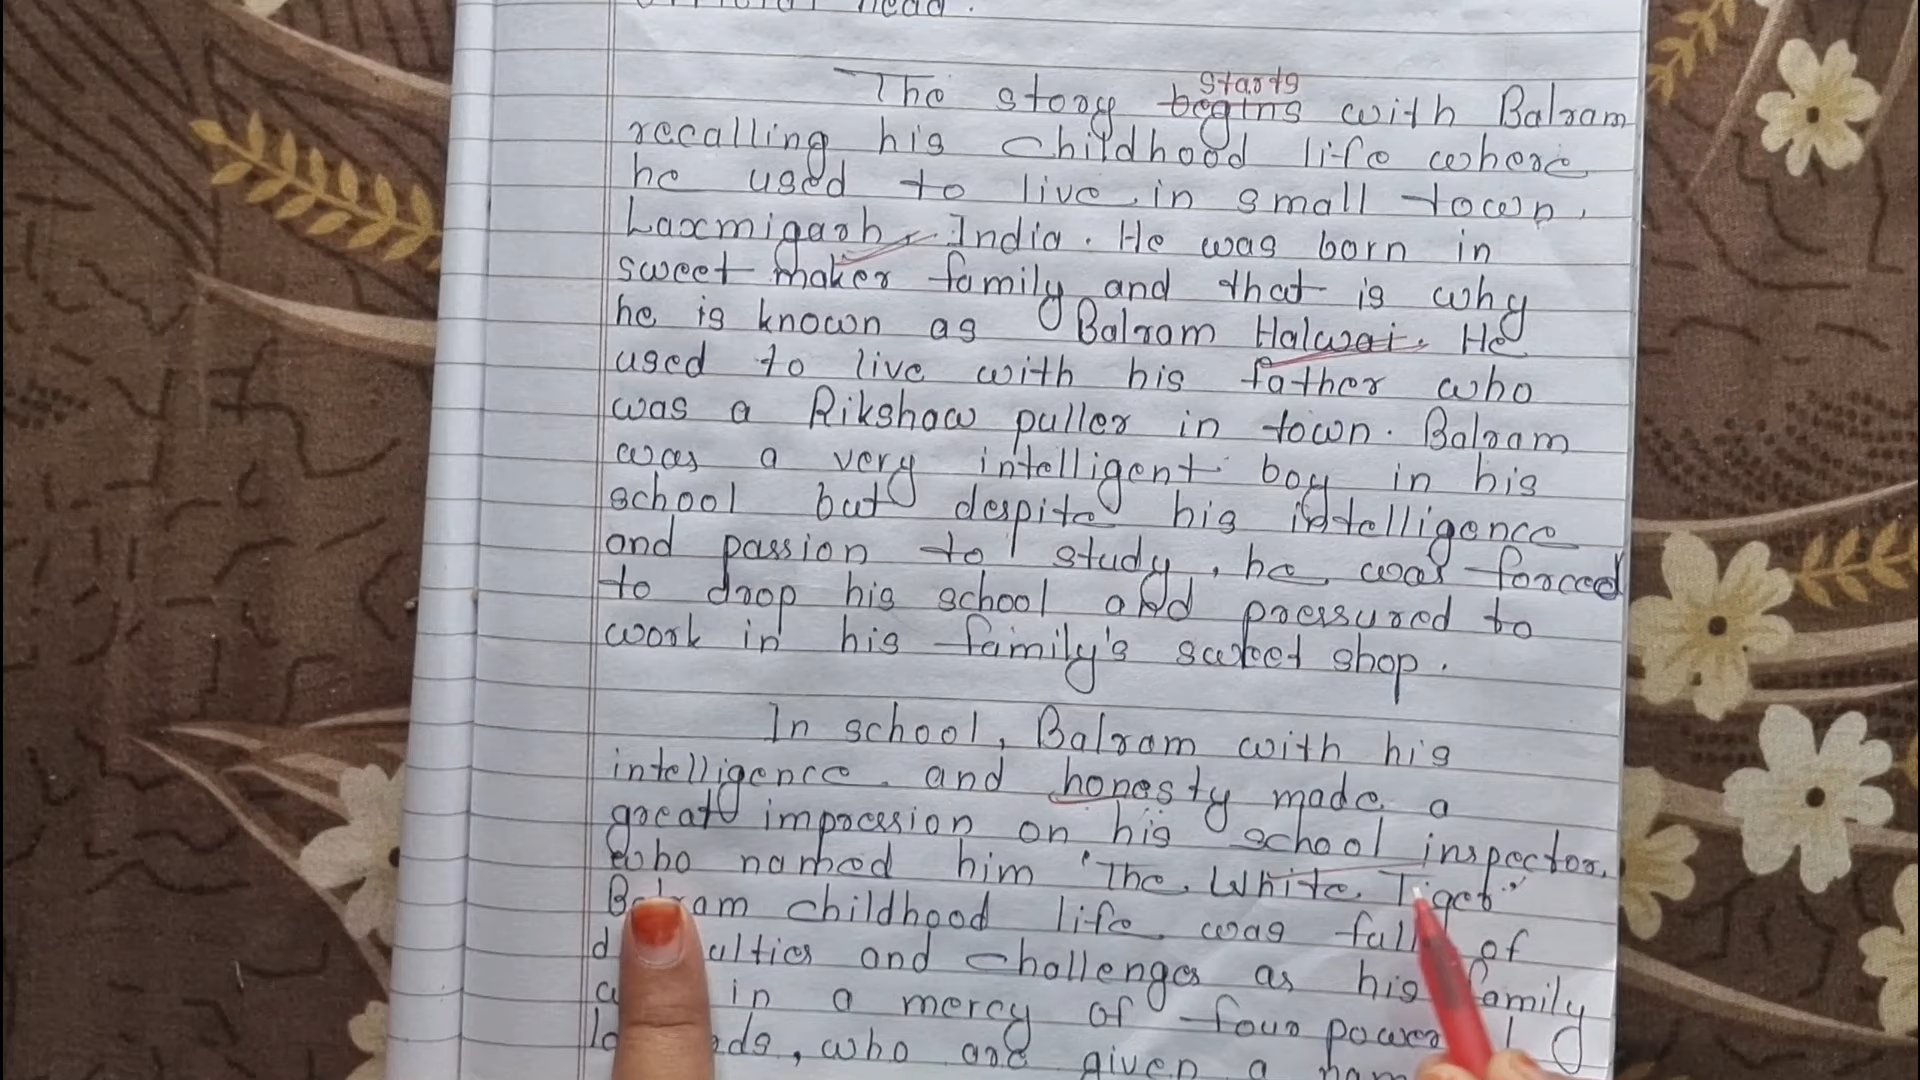 head.
The story starts begins with Balram
recalling his childhood life where
he used to live in small town,
Laxmigarh, India. He was born in
sweet maker family and that is why
he is known as Balram Halwai. He
used to live with his father who
was a Rikshaw puller in town. Balram
was a very intelligent boy in his
school but despite his intelligence
and passion to study, he was forced
to drop his school and pressured to
work in his family's sweet shop.
In school, Balram with his
intelligence and honesty made a
great impression on his school inspector,
who named him "The White Tiger"
childhood life was full of
and challenges as his family
in a mercy of four
, who are given a